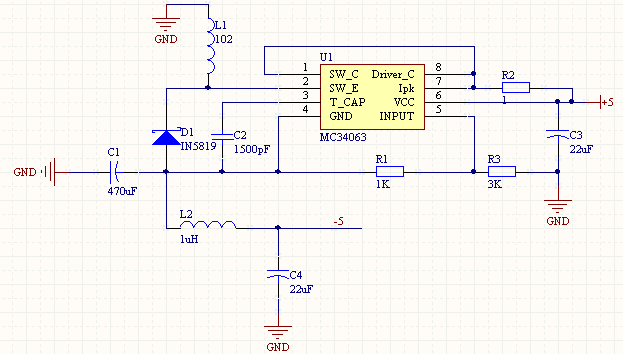 L1
GND
102
U1
1 SW_C Driver_C 8
2 SW_E Ipk 7
3 T_CAP VCC 6
4 GND INPUT 5
MC34063
R2
1
+5
D1
IN5819
C2
1500pF
C3
22uF
C1
GND
470uF
R1
1K
R3
3K
GND
L2
1uH
-5
C4
22uF
GND